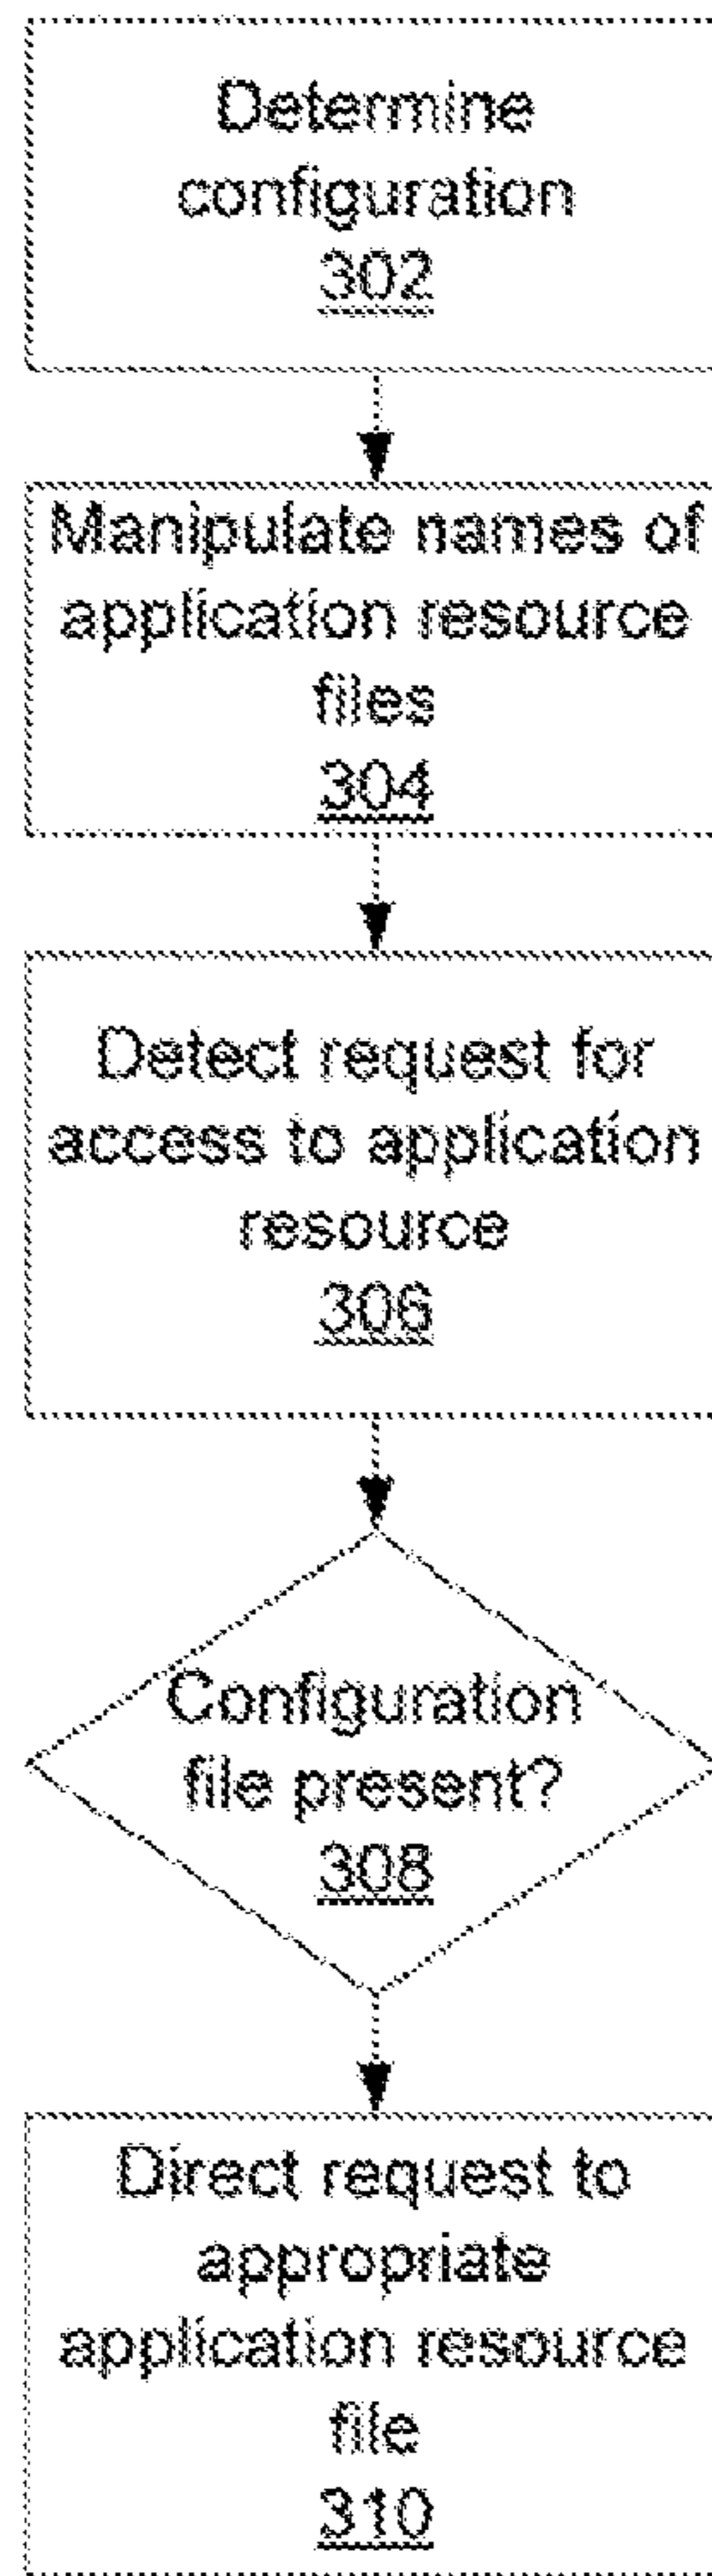 Determine
configuration
302
Manipulate names of
application resource
files
304
Detect request for
access to application
resource
306
Configuration
file present?
308
Direct request to
appropriate
application resource
file
310